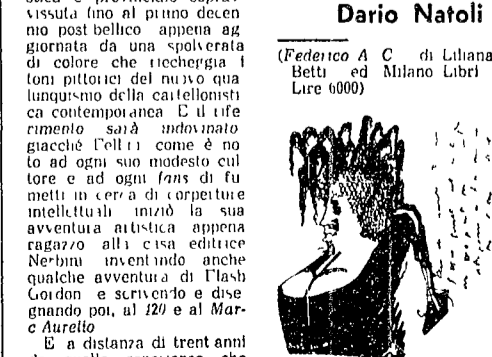 vissuta fino al primo decen
nio post bellico appena ag
giornata da una spolverata
di colore che riecheggia i
toni pittorici del nuovo qua
lunquismo della cartellonisti
ca contemporanea E il rife
rimento sarà indovinato
giacché Fellini come è no
to ad ogni suo modesto cul
tore e ad ogni fans di fu
metti in cerca di coperture
intellettuali iniziò la sua
avventura artistica appena
ragazzo alla casa editrice
Nerbini inventando anche
qualche avventura di Flash
Gordon e scrivendo e dise
gnando poi, al 420 e al Mar-
c Aurelio
E a distanza di trent anni
Dario Natoli
(Federico A C di Liliana
Betti ed Milano Libri
Lire 6000)